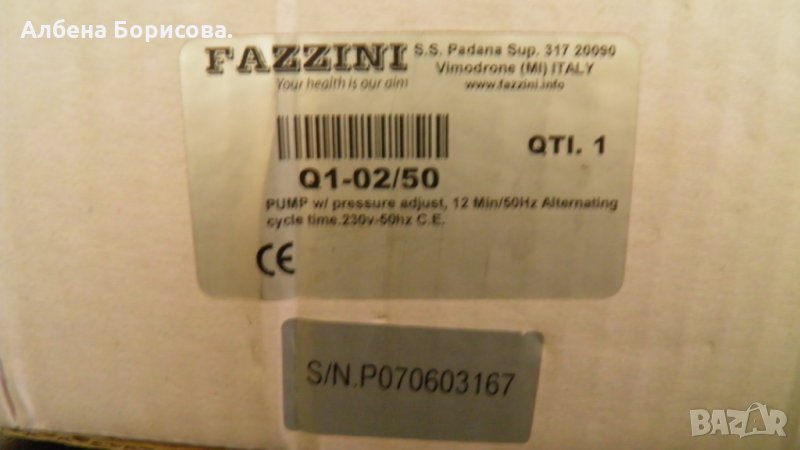 Албена Борисова.
FAZZINI
Your health is our aim
S.S. Padana Sup. 317 20090
Vimodrone (MI) ITALY
www.fazzini.info
QTI. 1
Q1-02/50
PUMP w/ pressure adjust, 12 Min/50Hz Alternating
cycle time.230v-50hz C.E.
CE
S/N.P070603167
BAZAR